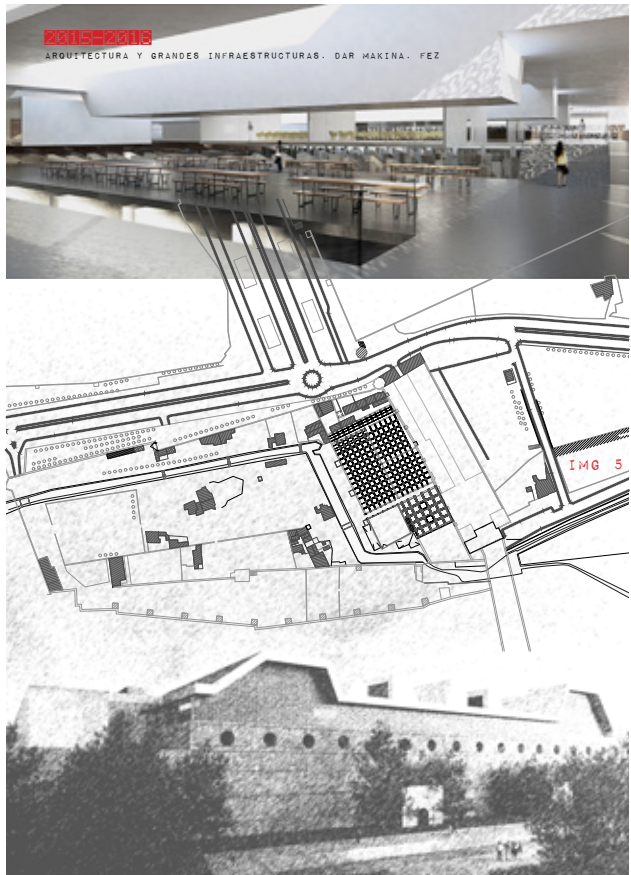 2015-2016
ARQUITECTURA Y GRANDES INFRAESTRUCTURAS. DAR MAKINA. FEZ
IMG 5